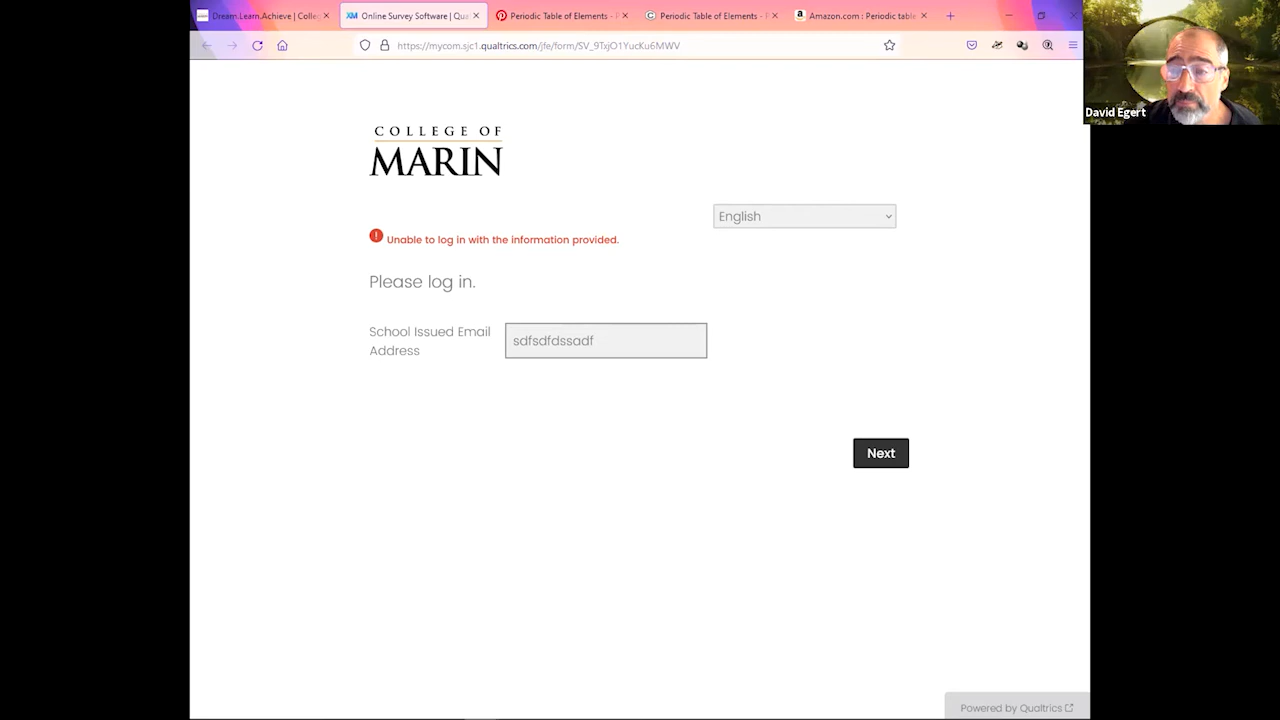 Dream.Learn.Achieve | Colleg
Online Survey Software | Qual
Periodic Table of Elements - P
Periodic Table of Elements - P
Amazon.com : Periodic table
https://mycom.sjc1.qualtrics.com/jfe/form/SV_9TxjO1YucKu6MWV
David Egert
COLLEGE OF
MARIN
English
Unable to log in with the information provided.
Please log in.
School Issued Email
Address
sdfsdfdssadf
Next
Powered by Qualtrics